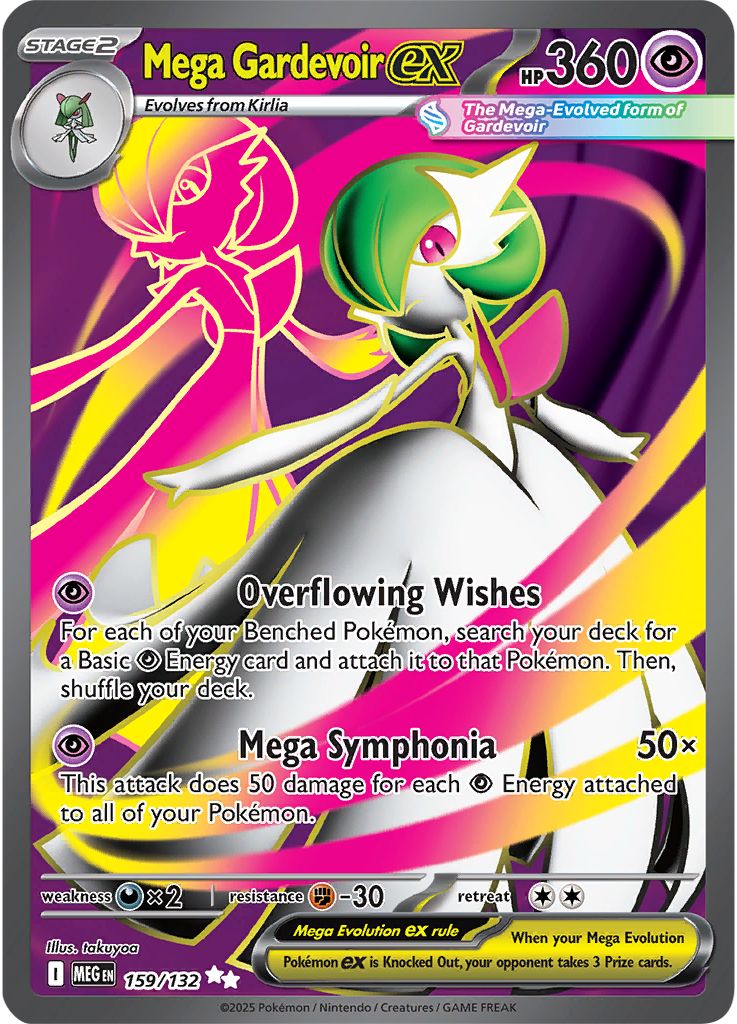 STAGE2
Mega Gardevoir ex
HP360
Evolves from Kirlia
The Mega-Evolved form of
Gardevoir
Overflowing Wishes
For each of your Benched Pokémon, search your deck for
a Basic Energy card and attach it to that Pokémon. Then,
shuffle your deck.
Mega Symphonia 50×
This attack does 50 damage for each Energy attached
to all of your Pokémon.
weakness ×2 resistance -30 retreat
Illus. takuyoa
Mega Evolution ex rule
When your Mega Evolution
Pokémon ex is Knocked Out, your opponent takes 3 Prize cards.
I MEG EN 159/132
©2025 Pokémon / Nintendo / Creatures / GAME FREAK